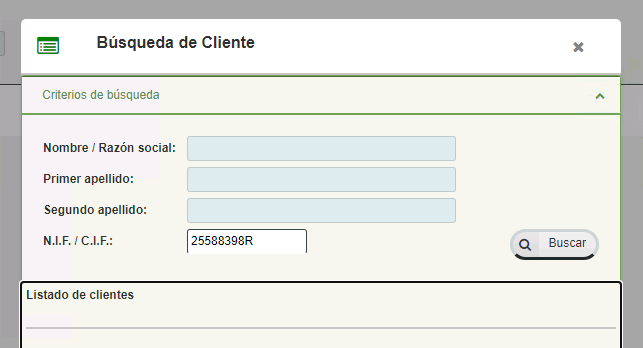 Búsqueda de Cliente
Criterios de búsqueda
Nombre / Razón social:
Primer apellido:
Segundo apellido:
N.I.F. / C.I.F.: 25588398R Buscar
Listado de clientes